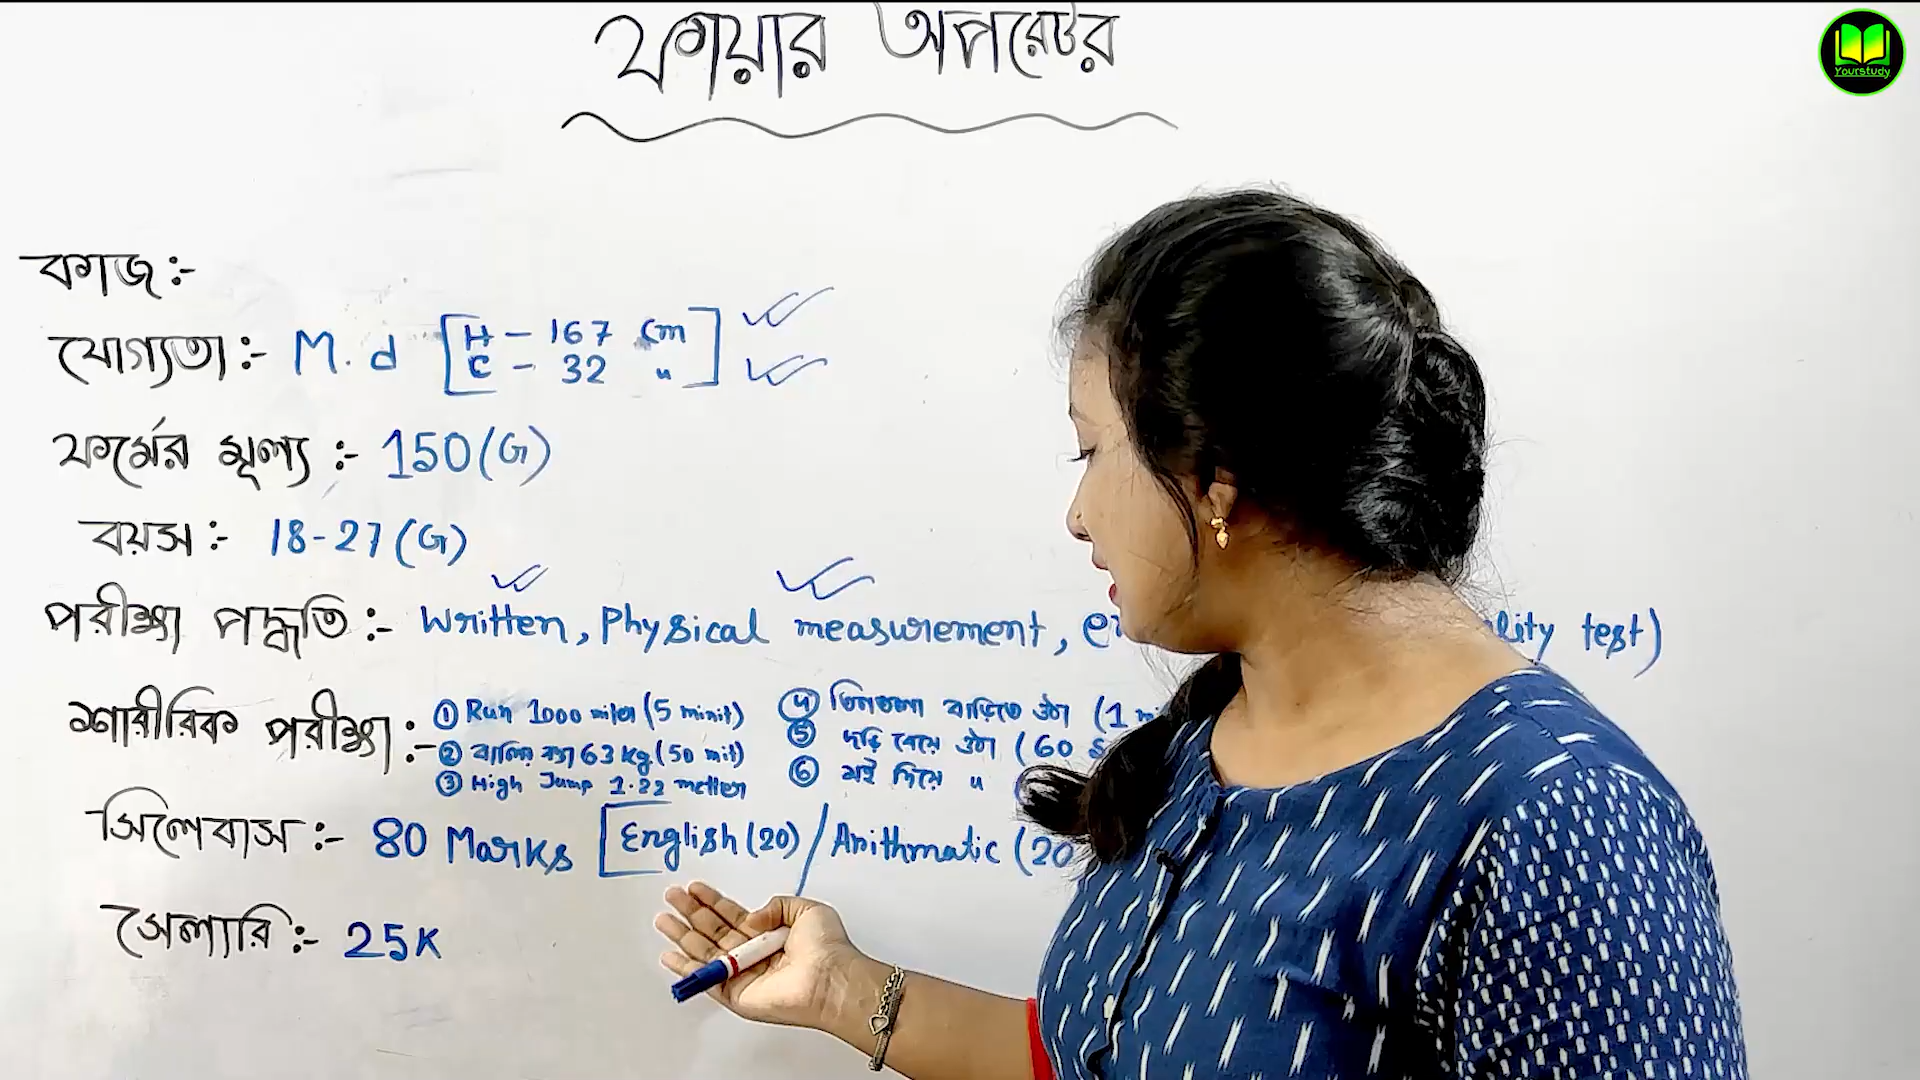 ফায়ার অপরেটর
Yourstudy
কাজ :-
যোগ্যতা :- M.d [H - 167 cm
C - 32 "]
ফর্মের মূল্য :- 150 (G)
বয়স :- 18-27 (G)
পরীক্ষা পদ্ধতি :- Written, Physical measurement, test)
শারীরিক পরীক্ষা :-
① Run 1000 (5 minit)
② বালির বস্তা 63 kg (50 mit)
③ High Jump 1.22 metter
④ তিনতলা বাড়িতে ওঠা (1
⑤ দড়ি বেয়ে ওঠা (60
⑥ মই দিয়ে "
সিলেবাস :- 80 Marks [English (20) / Arithmatic (20
সেলারি :- 25K